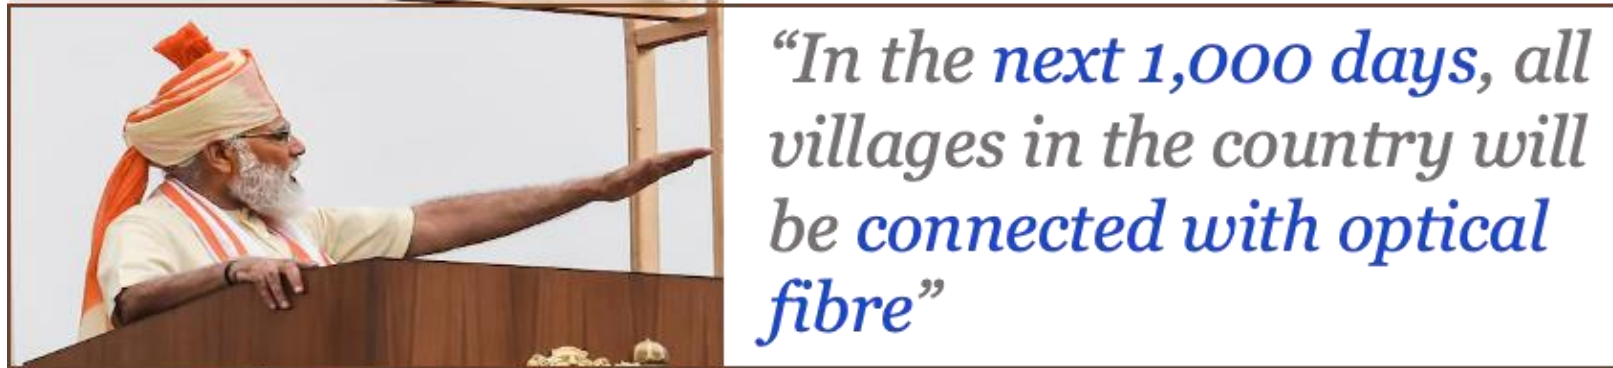 “In the next 1,000 days, all
villages in the country will
be connected with optical
fibre”